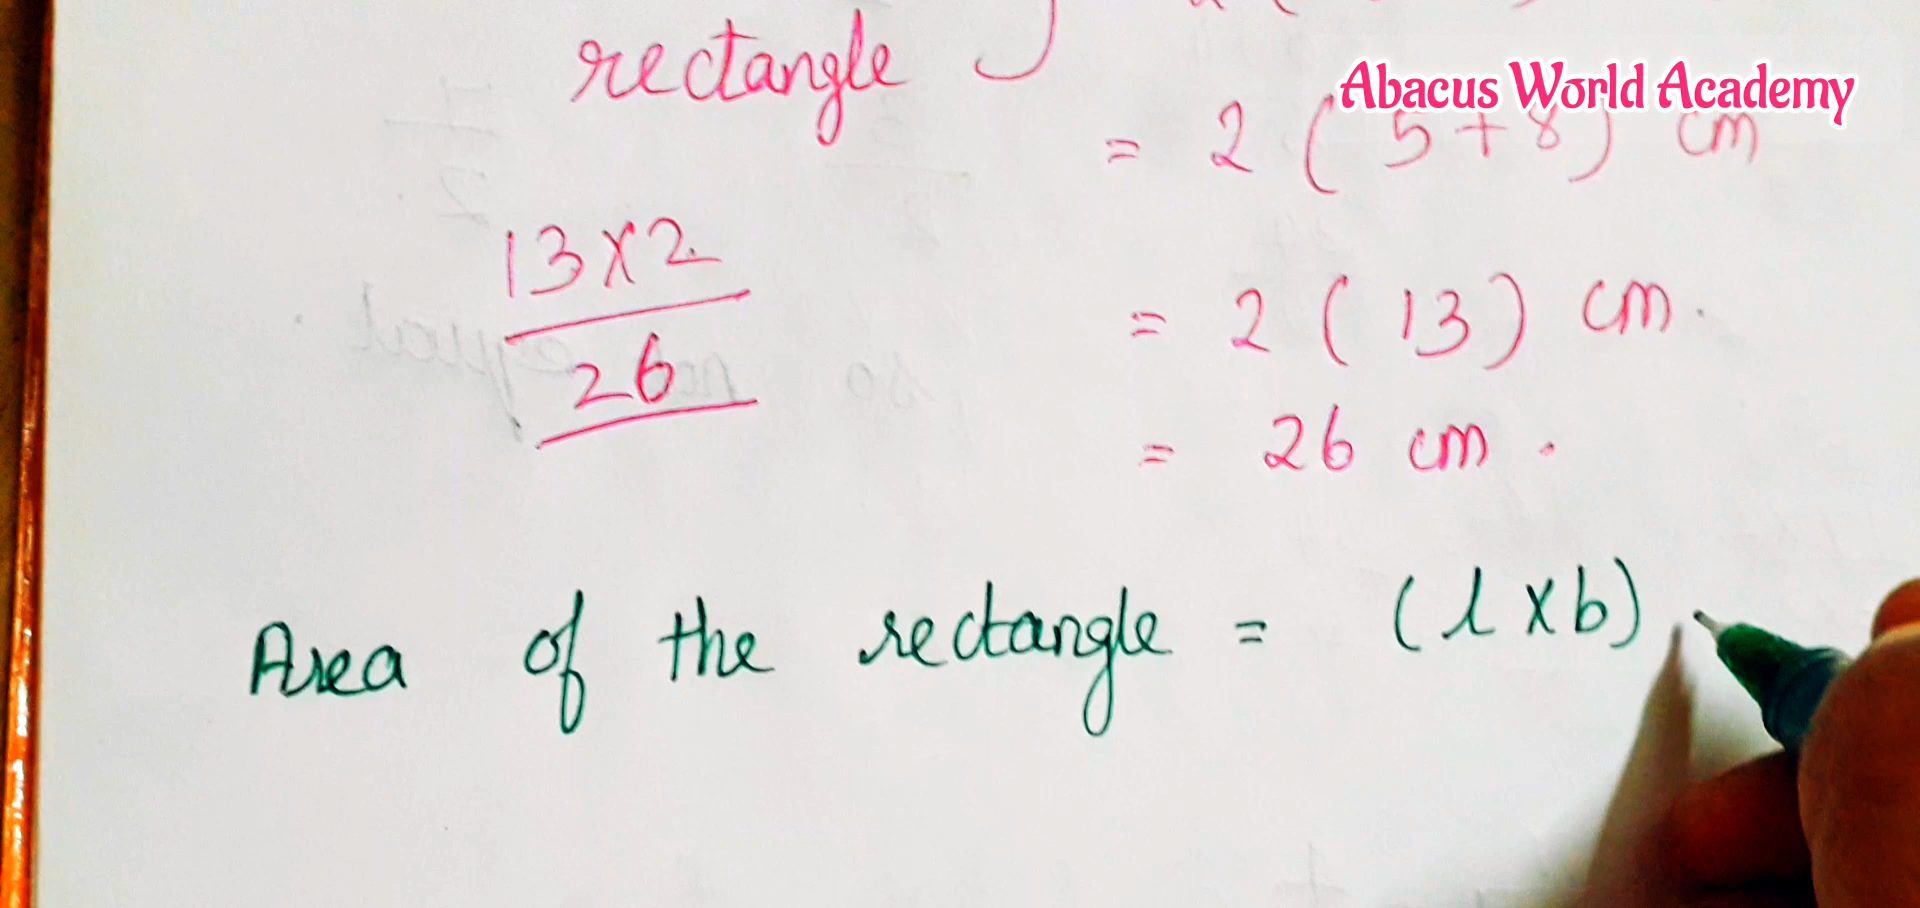 rectangle
Abacus World Academy
= 2 ( 5 + 8 ) cm
13 x 2
26
= 2 ( 13 ) cm.
= 26 cm .
Area of the rectangle = ( l x b )